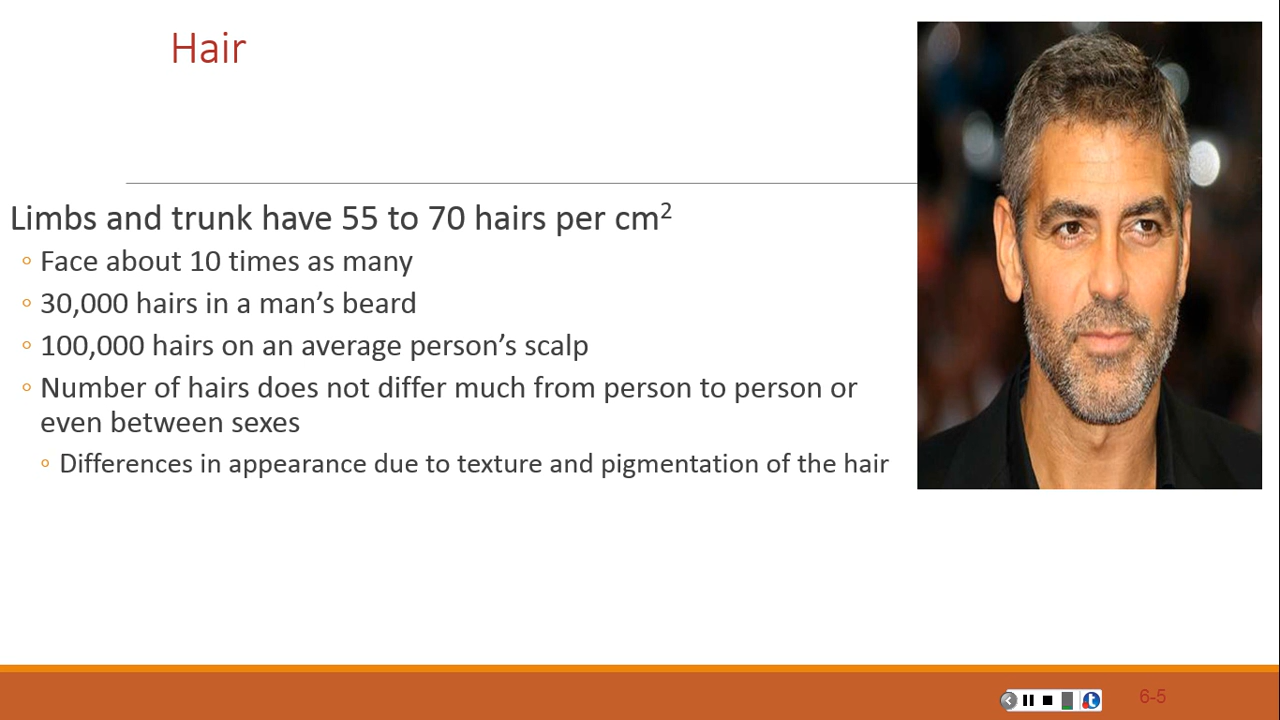 Hair
Limbs and trunk have 55 to 70 hairs per cm²
◦ Face about 10 times as many
◦ 30,000 hairs in a man’s beard
◦ 100,000 hairs on an average person’s scalp
◦ Number of hairs does not differ much from person to person or
even between sexes
◦ Differences in appearance due to texture and pigmentation of the hair
t
6-5